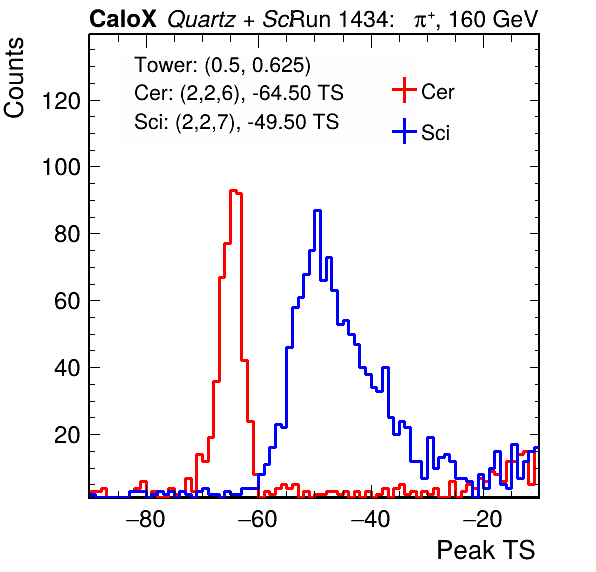 CaloX Quartz + ScRun 1434: π⁺, 160 GeV
Counts
Tower: (0.5, 0.625)
Cer: (2,2,6), -64.50 TS
Sci: (2,2,7), -49.50 TS
Cer
Sci
120
100
80
60
40
20
−80 −60 −40 −20
Peak TS